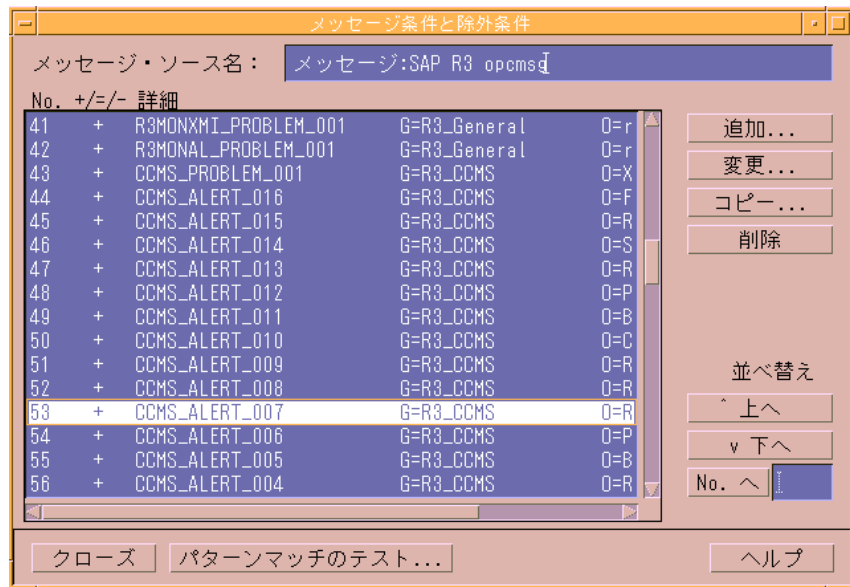 メッセージ条件と除外条件
メッセージ・ソース名： メッセージ:SAP R3 opcmsg
No. +/=/- 詳細
41 + R3MONXMI_PROBLEM_001 G=R3_General O=r
42 + R3MONAL_PROBLEM_001 G=R3_General O=r
43 + CCMS_PROBLEM_001 G=R3_CCMS O=X
44 + CCMS_ALERT_016 G=R3_CCMS O=F
45 + CCMS_ALERT_015 G=R3_CCMS O=R
46 + CCMS_ALERT_014 G=R3_CCMS O=S
47 + CCMS_ALERT_013 G=R3_CCMS O=R
48 + CCMS_ALERT_012 G=R3_CCMS O=P
49 + CCMS_ALERT_011 G=R3_CCMS O=B
50 + CCMS_ALERT_010 G=R3_CCMS O=C
51 + CCMS_ALERT_009 G=R3_CCMS O=R
52 + CCMS_ALERT_008 G=R3_CCMS O=R
53 + CCMS_ALERT_007 G=R3_CCMS O=R
54 + CCMS_ALERT_006 G=R3_CCMS O=P
55 + CCMS_ALERT_005 G=R3_CCMS O=B
56 + CCMS_ALERT_004 G=R3_CCMS O=R
追加...
変更...
コピー...
削除
並べ替え
^ 上へ
v 下へ
No. へ
クローズ パターンマッチのテスト... ヘルプ